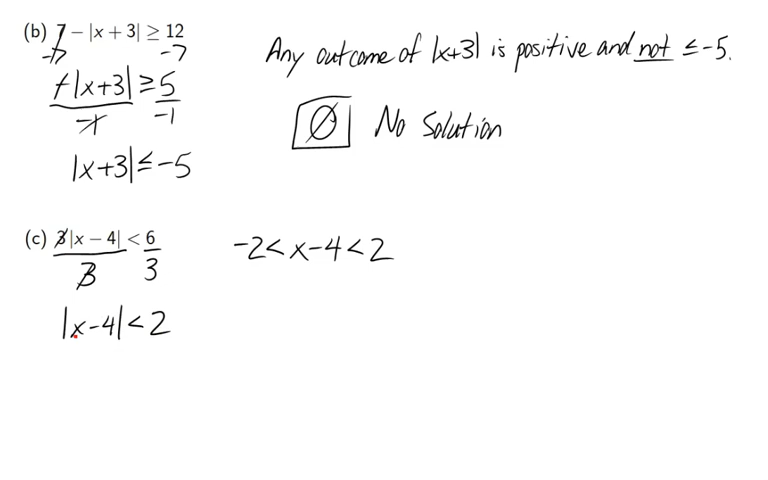 (b) 7 − |x + 3| ≥ 12
-7 -7
-|x+3| ≥ 5
-1 -1
|x+3| ≤ -5
Any outcome of |x+3| is positive and not ≤ -5.
∅ No Solution
(c) 3|x − 4| < 6
3 3
|x-4| < 2
-2 < x-4 < 2